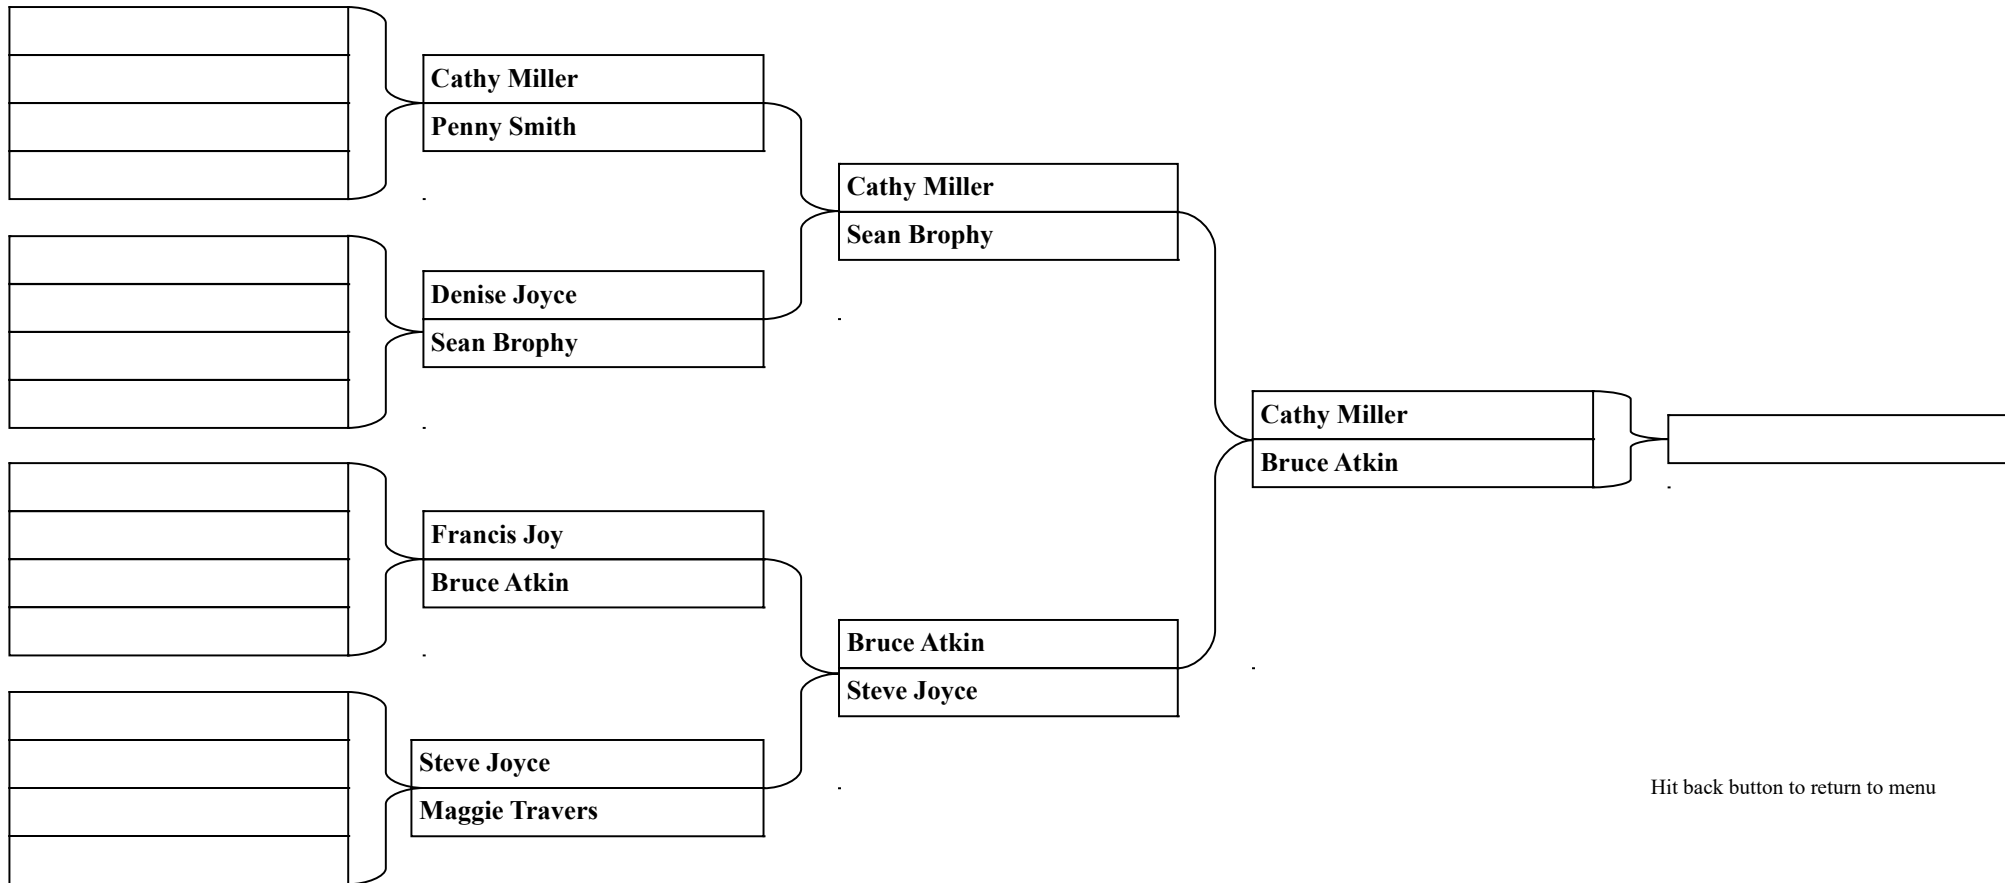 Cathy Miller
Penny Smith
Denise Joyce
Sean Brophy
Francis Joy
Bruce Atkin
Steve Joyce
Maggie Travers
Cathy Miller
Sean Brophy
Bruce Atkin
Steve Joyce
Cathy Miller
Bruce Atkin
Hit back button to return to menu